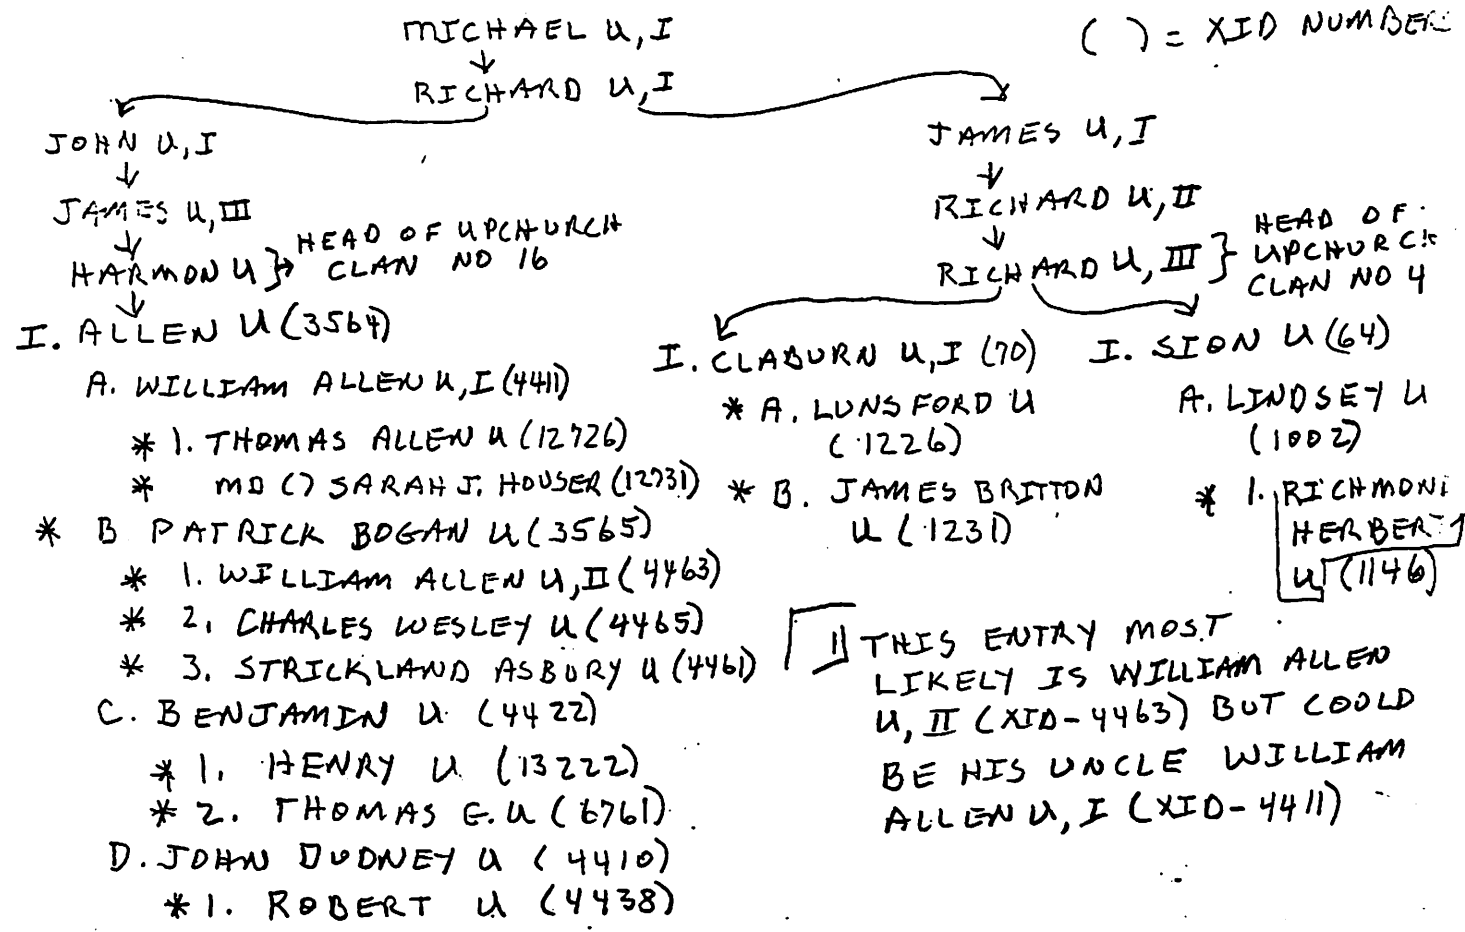 MICHAEL U, I
( ) = XID NUMBER
RICHARD U, I
JOHN U, I
JAMES U, III
HARMON U } HEAD OF UPCHURCH
CLAN NO 16
I. ALLEN U (3564)
A. WILLIAM ALLEN U, I (4411)
* 1. THOMAS ALLEN U (12726)
* MD () SARAH J. HOUSER (12731)
* B PATRICK BOGAN U (3565)
* 1. WILLIAM ALLEN U, II (4463)
* 2. CHARLES WESLEY U (4465)
* 3. STRICKLAND ASBURY U (4461)
C. BENJAMIN U (4422)
* 1. HENRY U (13222)
* 2. THOMAS G. U (6761)
D. JOHN DUDNEY U (4410)
* 1. ROBERT U (4438)
JAMES U, I
RICHARD U, II
RICHARD U, III } HEAD OF
UPCHURCH
CLAN NO 4
I. CLABURN U, I (70)
* A. LUNSFORD U
(1226)
* B. JAMES BRITTON
U (1231)
I. SION U (64)
A. LINDSEY U
(1002)
* 1. RICHMOND
HERBERT
U (1146)
1) THIS ENTRY MOST
LIKELY IS WILLIAM ALLEN
U, II (XID-4463) BUT COOLD
BE HIS UNCLE WILLIAM
ALLEN U, I (XID-4411)